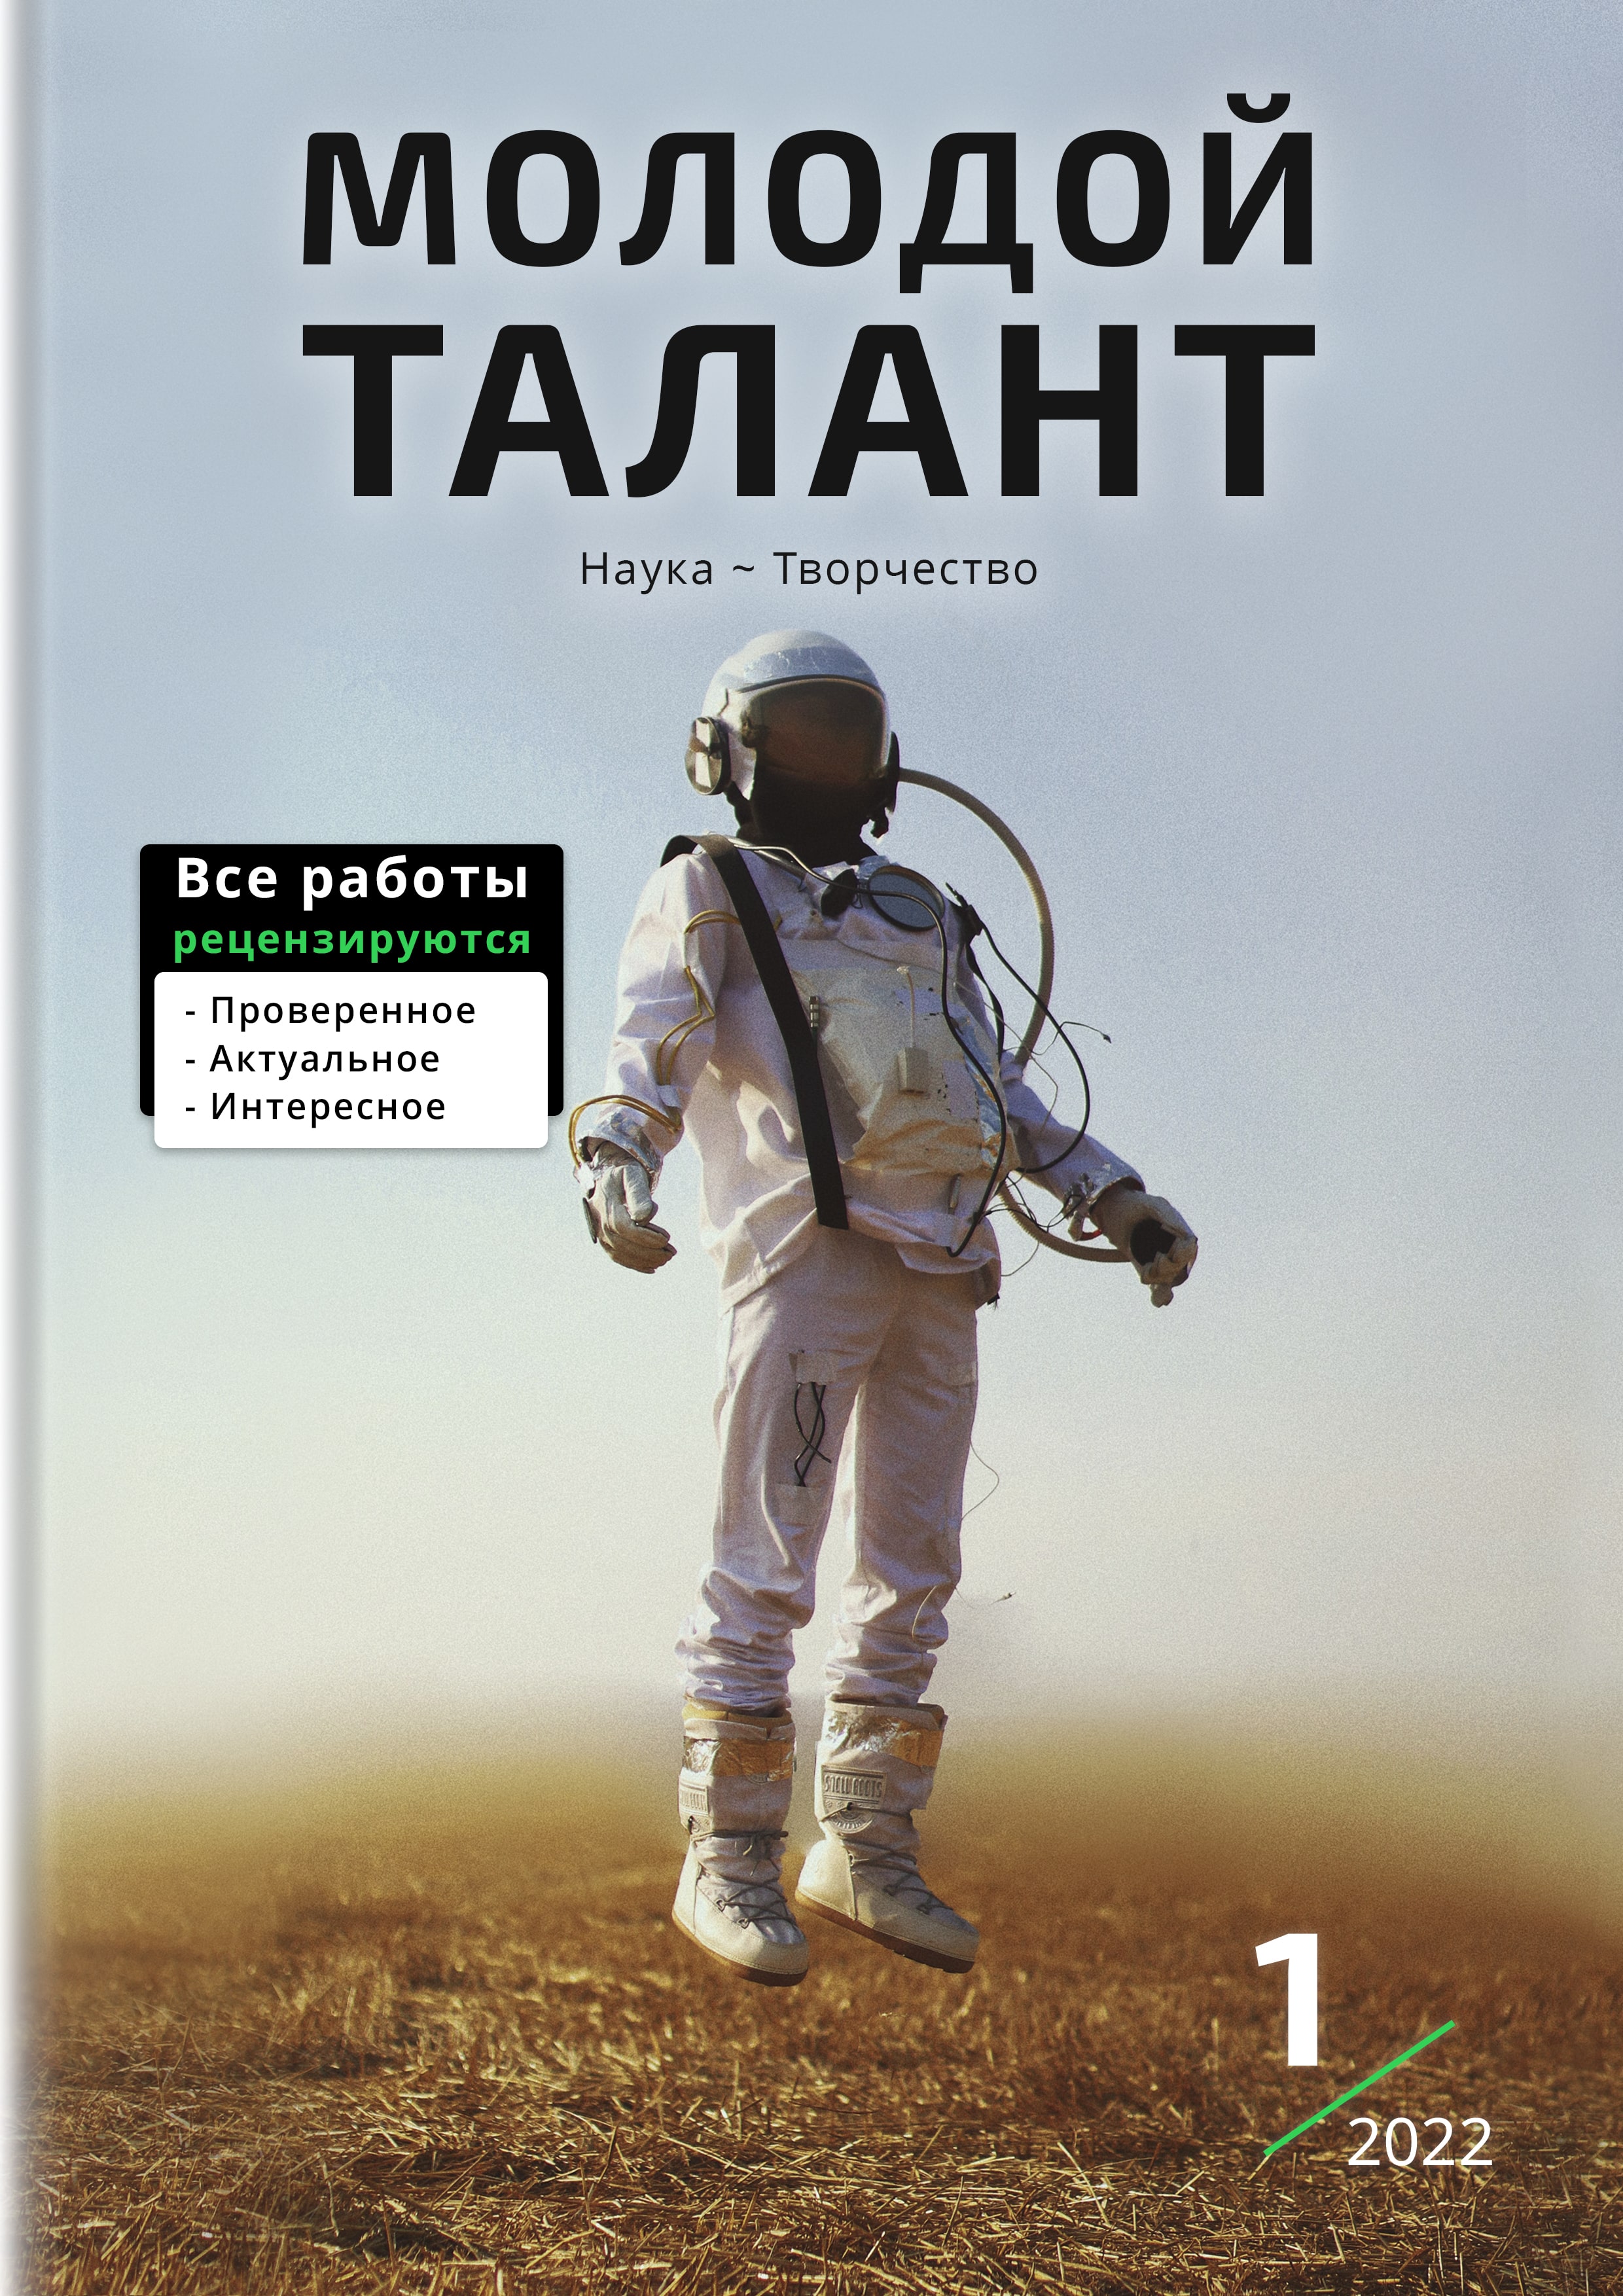 МОЛОДОЙ
ТАЛАНТ
Наука ~ Творчество
Все работы
рецензируются
- Проверенное
- Актуальное
- Интересное
1
2022